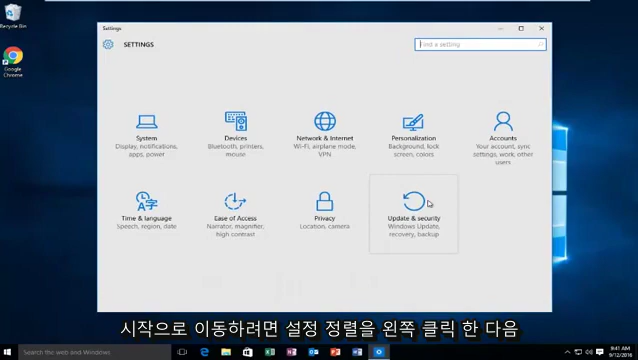 Recycle Bin
Google Chrome
Settings
SETTINGS
Find a setting
System
Display, notifications, apps, power
Devices
Bluetooth, printers, mouse
Network & Internet
Wi-Fi, airplane mode, VPN
Personalization
Background, lock screen, colors
Accounts
Your account, sync settings, work, other users
Time & language
Speech, region, date
Ease of Access
Narrator, magnifier, high contrast
Privacy
Location, camera
Update & security
Windows Update, recovery, backup
시작으로 이동하려면 설정 정렬을 왼쪽 클릭 한 다음
Search the web and Windows
9:41 AM
9/12/2016